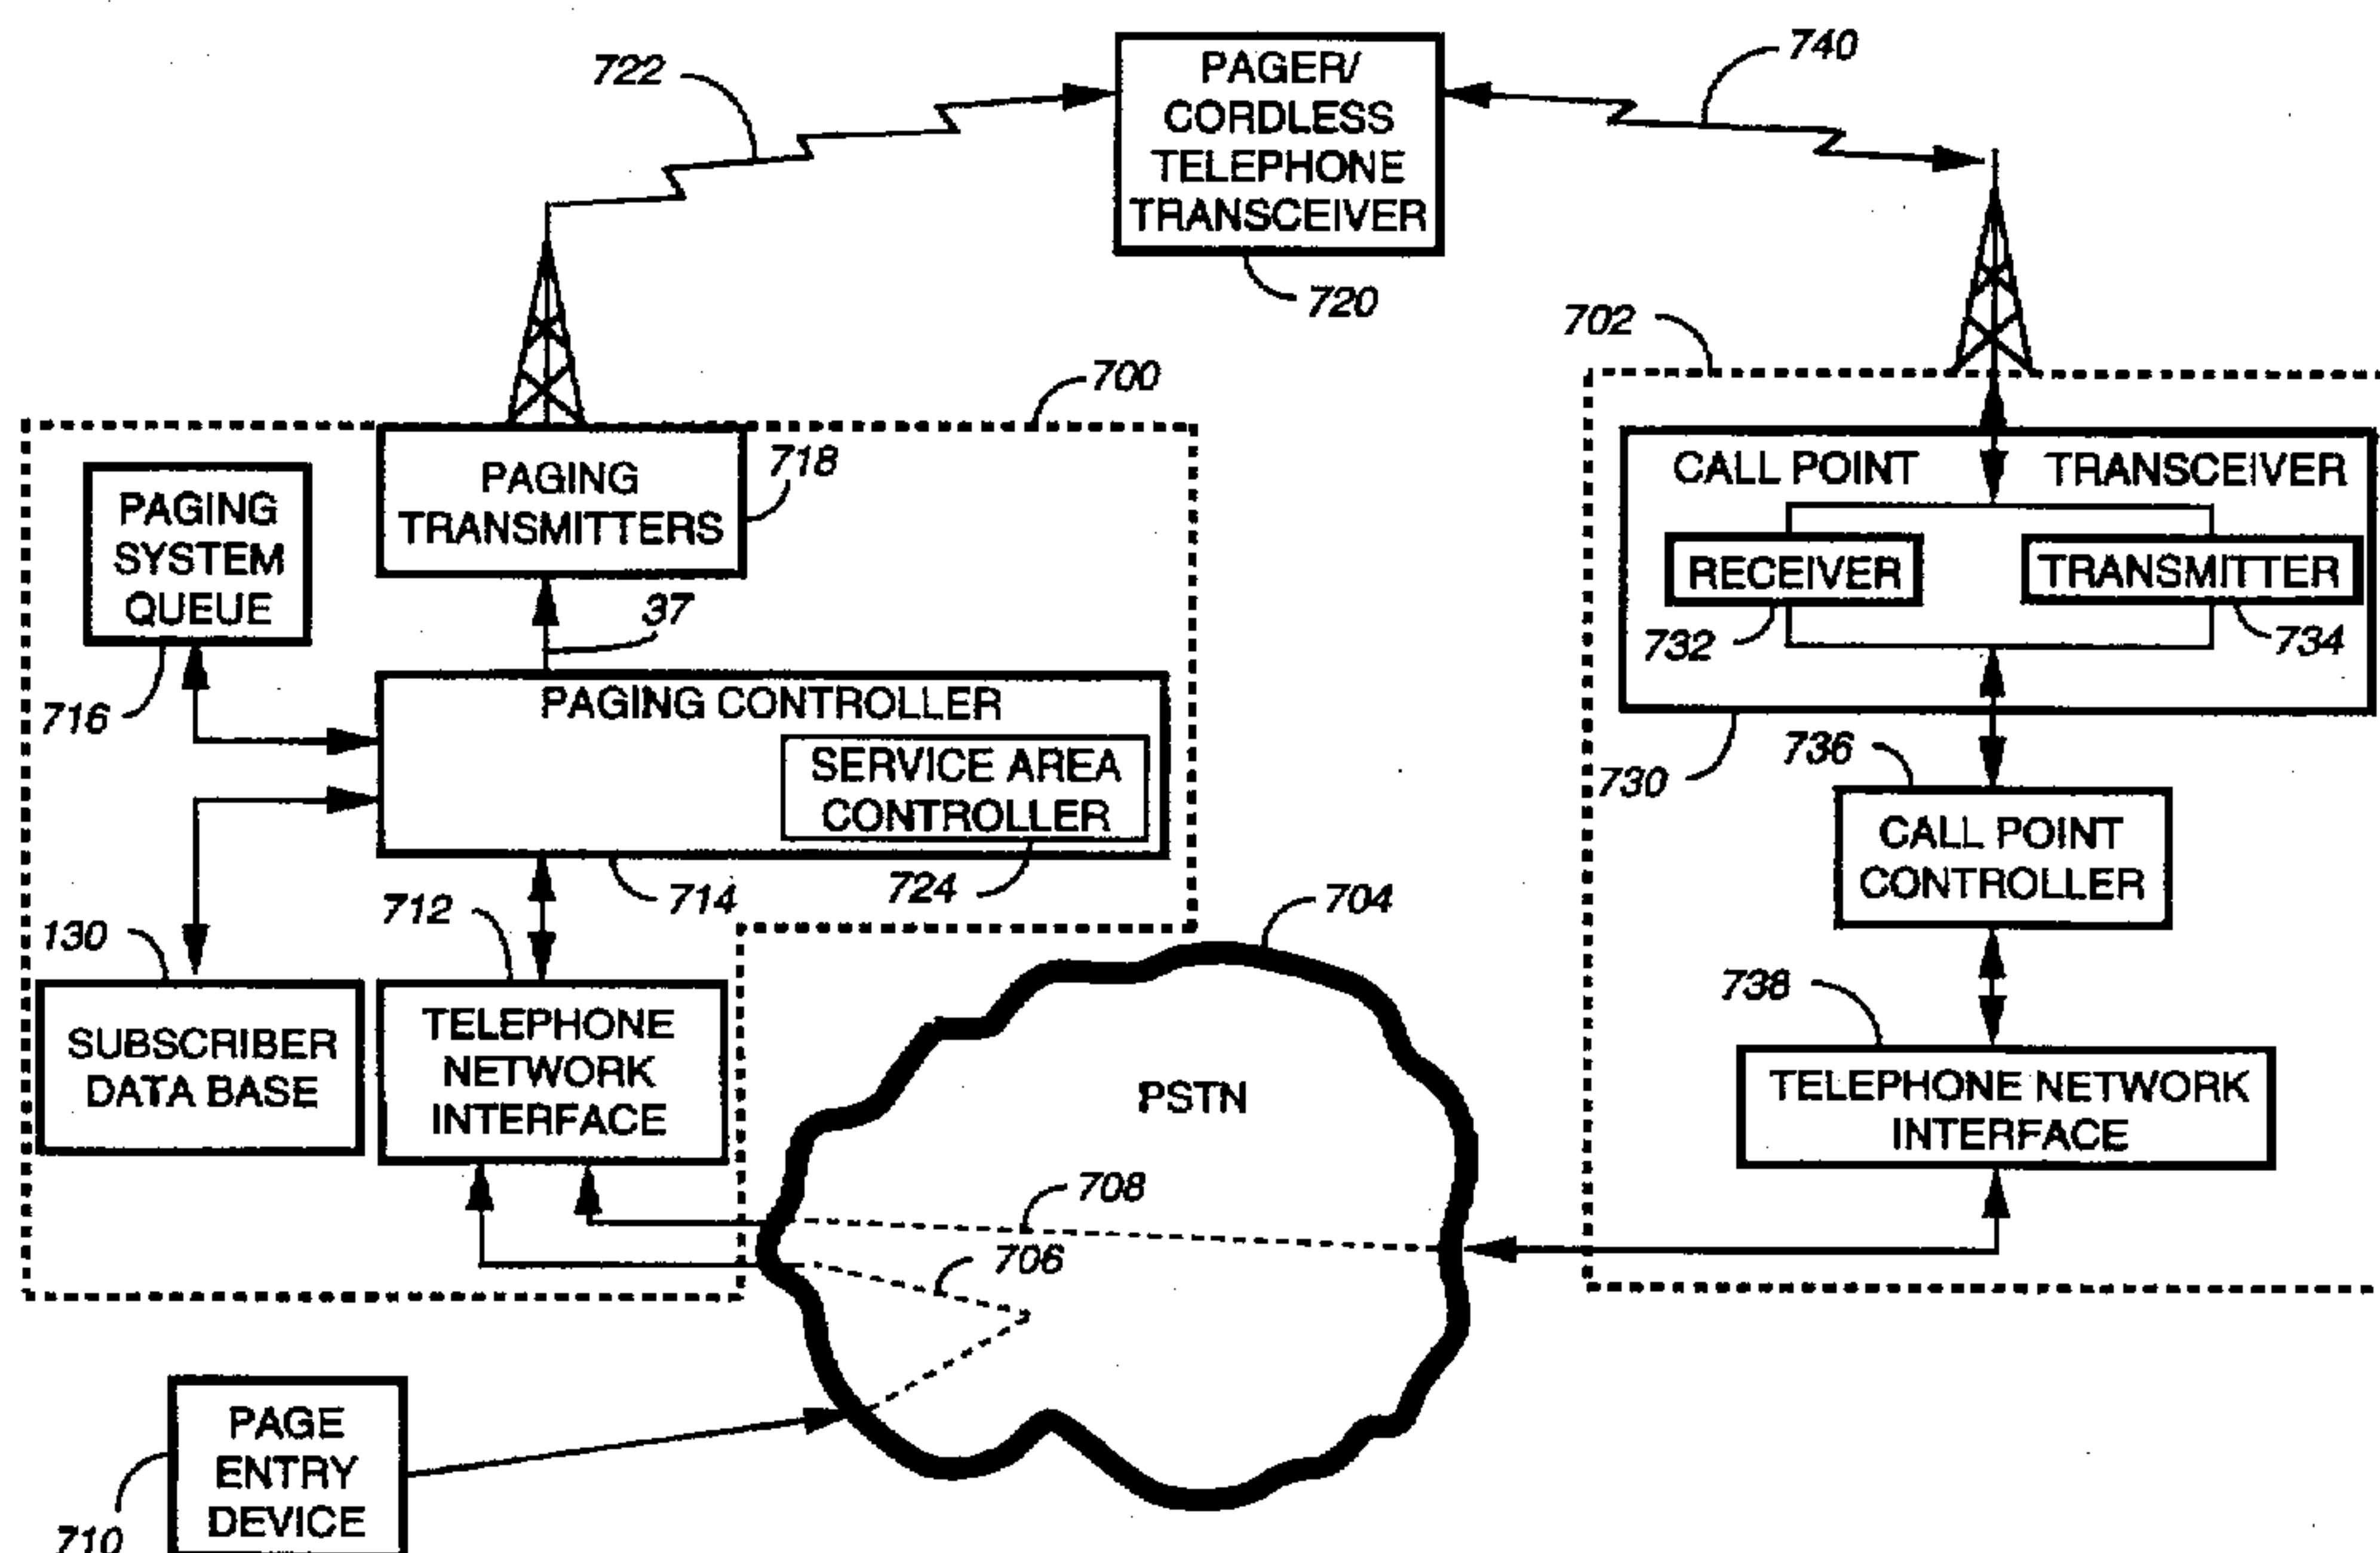 722
PAGER/
CORDLESS
TELEPHONE
TRANSCEIVER
720
740
702
700
PAGING
TRANSMITTERS
718
PAGING
SYSTEM
QUEUE
716
37
PAGING CONTROLLER
SERVICE AREA
CONTROLLER
724
714
712
130
SUBSCRIBER
DATA BASE
TELEPHONE
NETWORK
INTERFACE
704
PSTN
708
706
PAGE
ENTRY
DEVICE
710
CALL POINT TRANSCEIVER
RECEIVER
TRANSMITTER
732
734
730
736
CALL POINT
CONTROLLER
738
TELEPHONE NETWORK
INTERFACE